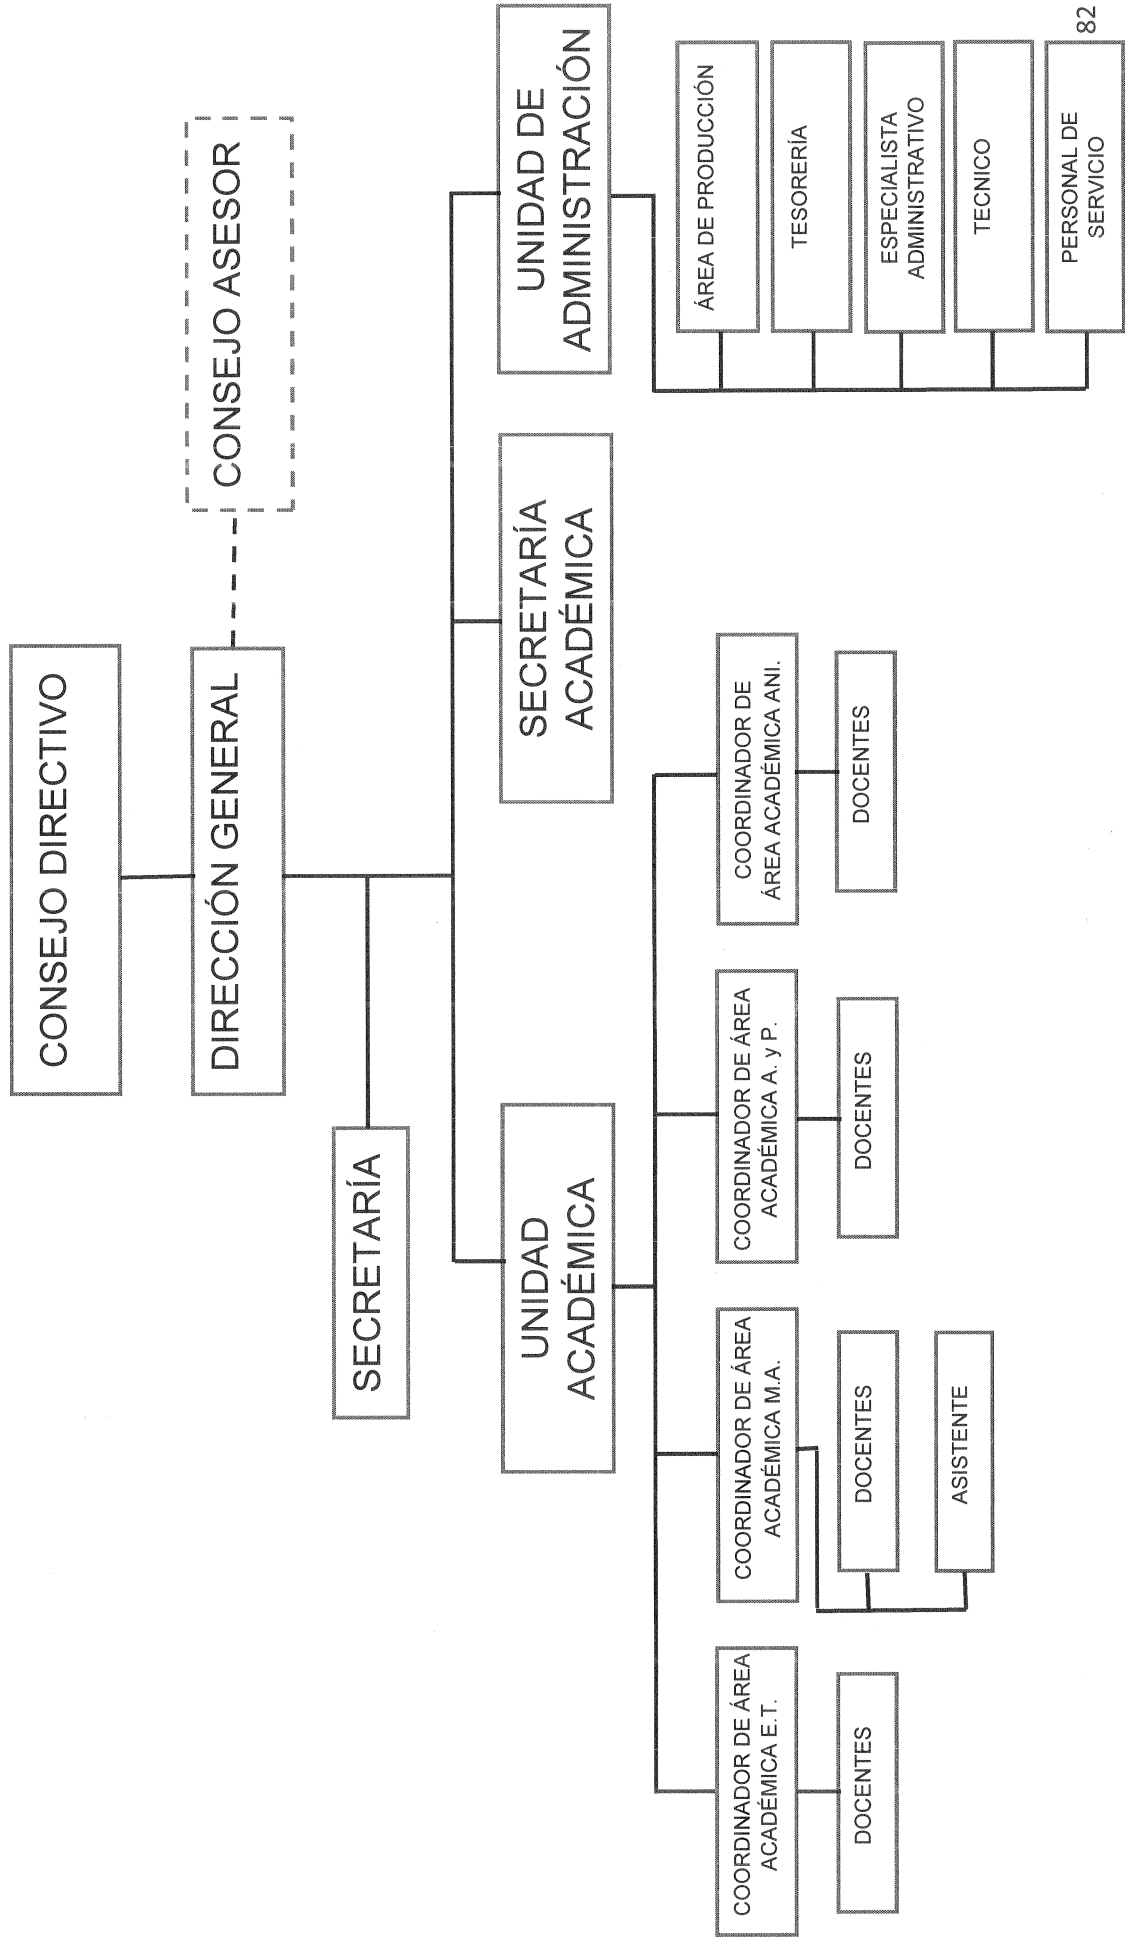 CONSEJO DIRECTIVO
DIRECCIÓN GENERAL
CONSEJO ASESOR
SECRETARÍA
UNIDAD
ACADÉMICA
SECRETARÍA
ACADÉMICA
UNIDAD DE
ADMINISTRACIÓN
COORDINADOR DE ÁREA
ACADÉMICA E.T.
DOCENTES
COORDINADOR DE ÁREA
ACADÉMICA M.A.
DOCENTES
ASISTENTE
COORDINADOR DE ÁREA
ACADÉMICA A. y P.
DOCENTES
COORDINADOR DE
ÁREA ACADÉMICA ANI.
DOCENTES
ÁREA DE PRODUCCIÓN
TESORERÍA
ESPECIALISTA
ADMINISTRATIVO
TECNICO
PERSONAL DE
SERVICIO
82